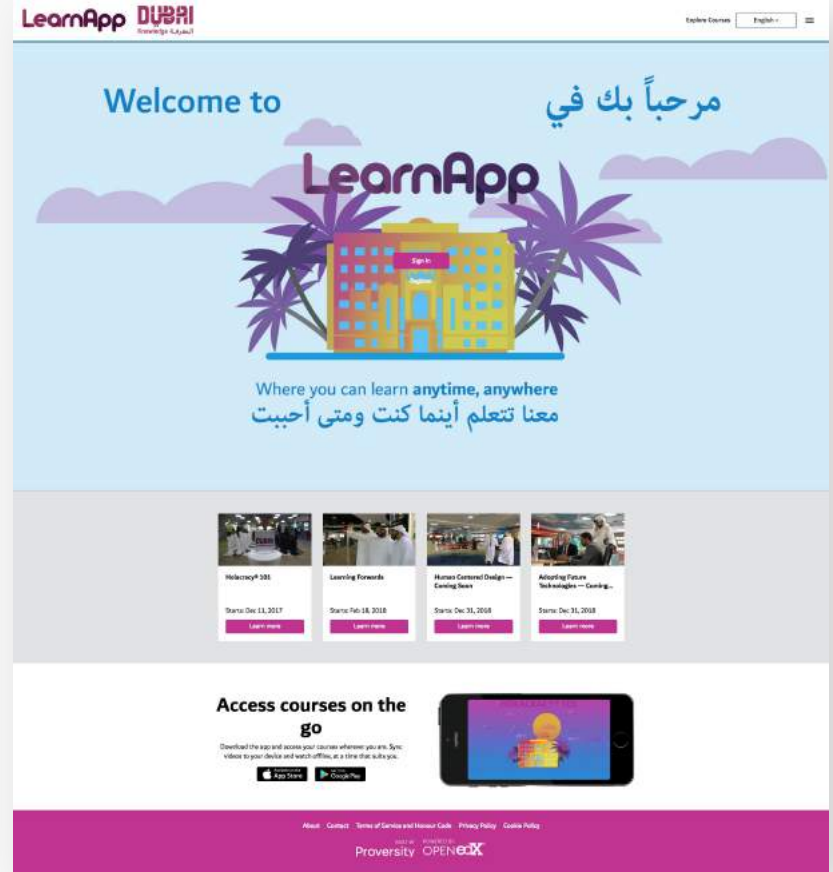 LearnApp DUBAI
Knowledge المعرفة
Explore Courses
English
Welcome to
مرحباً بك في
LearnApp
Sign In
Register
Where you can learn anytime, anywhere
معنا تتعلم أينما كنت ومتى أحببت
Holacracy® 101
Starts: Dec 11, 2017
Learn more
Learning Forwards
Starts: Feb 18, 2018
Learn more
Human Centered Design —
Coming Soon
Starts: Dec 31, 2018
Learn more
Adopting Future
Technologies — Coming...
Starts: Dec 31, 2018
Learn more
Access courses on the
go
Download the app and access your courses wherever you are. Sync
videos to your device and watch offline, at a time that suits you.
App Store
Google Play
About Contact Terms of Service and Honour Code Privacy Policy Cookie Policy
Proversity
POWERED BY
OPEN edX